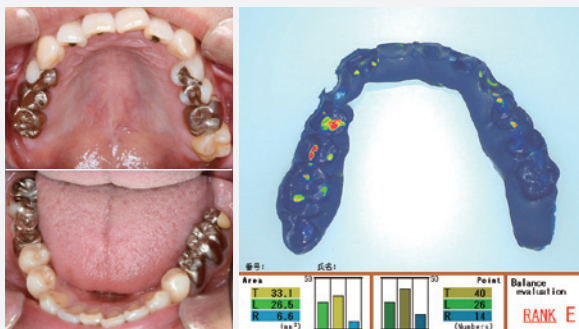 番号: 氏名:
Area 50 50 Point Balance evaluation
T 33.1 T 40
L 26.5 L 26
R 6.6 R 14
(mm²) (Numbers) RANK E